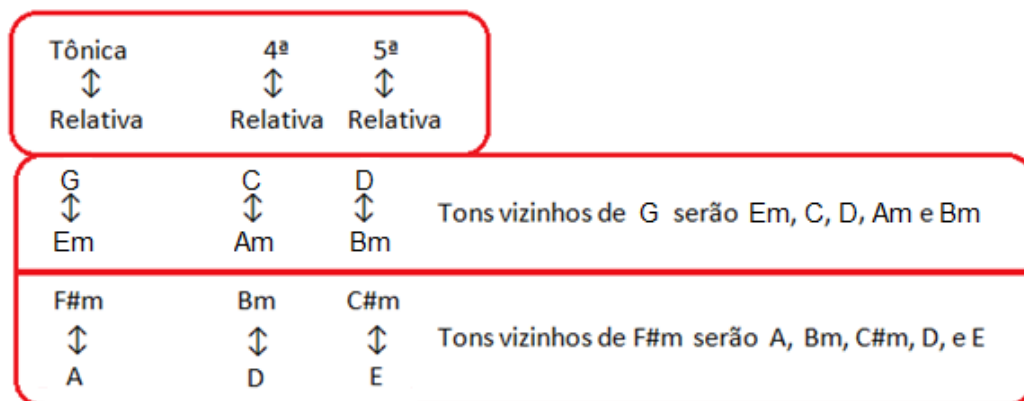 Tônica 4ª 5ª
↕ ↕ ↕
Relativa Relativa Relativa
G C D
↕ ↕ ↕ Tons vizinhos de G serão Em, C, D, Am e Bm
Em Am Bm
F#m Bm C#m
↕ ↕ ↕ Tons vizinhos de F#m serão A, Bm, C#m, D, e E
A D E